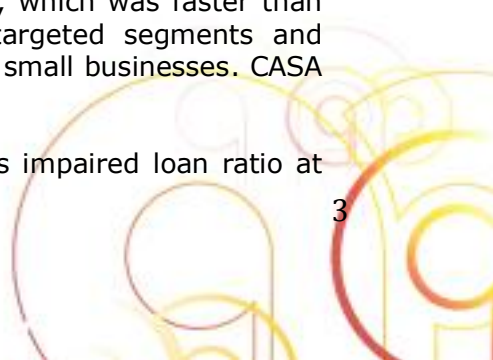 , which was faster than
targeted segments and
small businesses. CASA
s impaired loan ratio at
3